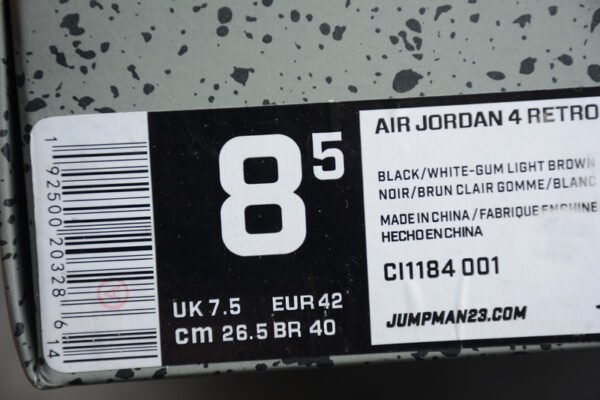 1 92500 20328 6 14
8 5
UK 7.5 EUR 42
cm 26.5 BR 40
AIR JORDAN 4 RETRO
BLACK/WHITE-GUM LIGHT BROWN
NOIR/BRUN CLAIR GOMME/BLANC
MADE IN CHINA / FABRIQUE EN CHINE
HECHO EN CHINA
CI1184 001
JUMPMAN23.COM